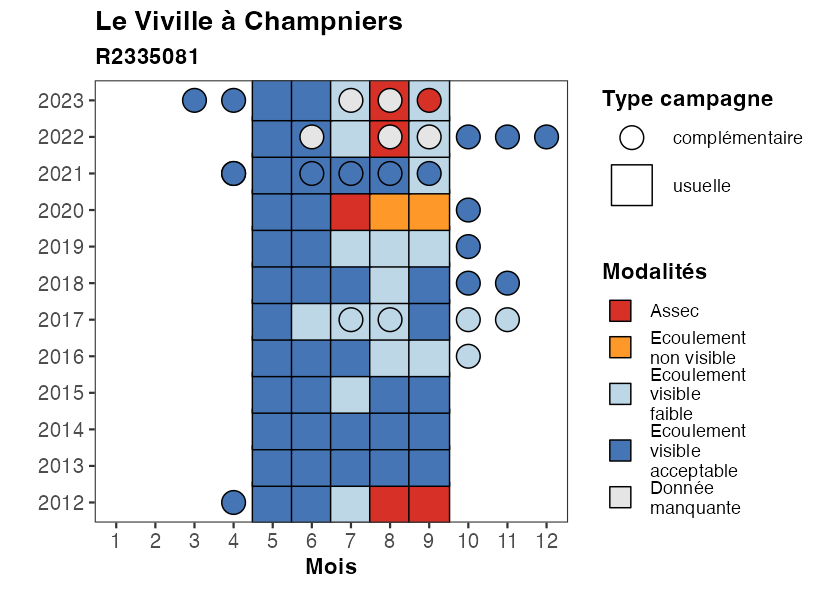 Le Viville à Champniers
R2335081
2023
2022
2021
2020
2019
2018
2017
2016
2015
2014
2013
2012
1 2 3 4 5 6 7 8 9 10 11 12
Mois
Type campagne
complémentaire
usuelle
Modalités
Assec
Ecoulement
non visible
Ecoulement
visible
faible
Ecoulement
visible
acceptable
Donnée
manquante